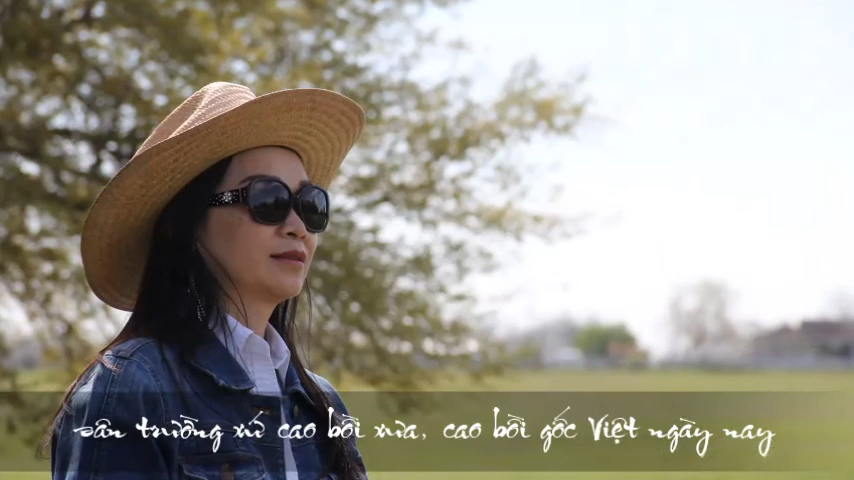 sân trường xứ cao bồi xưa, cao bồi gốc Việt ngày nay